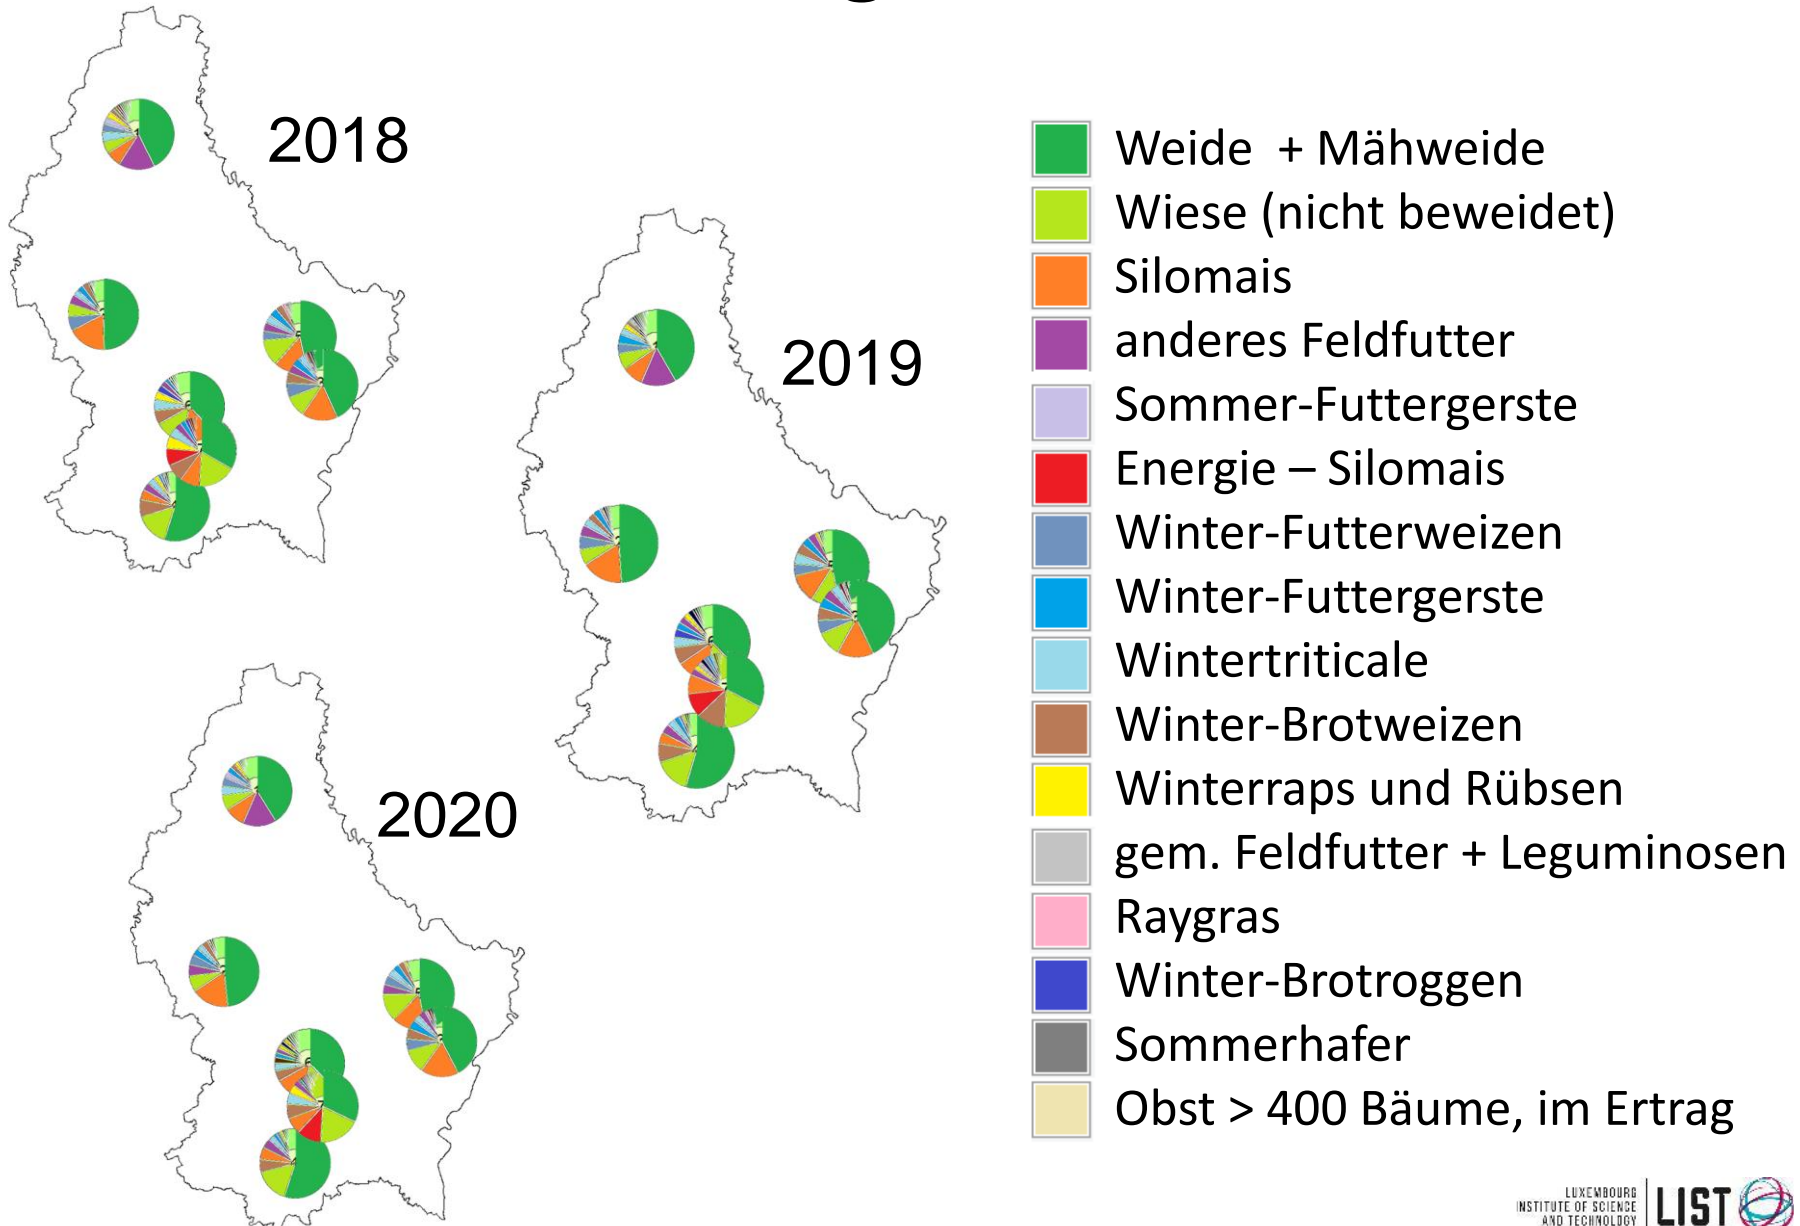 2018
2019
2020
Weide + Mähweide
Wiese (nicht beweidet)
Silomais
anderes Feldfutter
Sommer-Futtergerste
Energie – Silomais
Winter-Futterweizen
Winter-Futtergerste
Wintertriticale
Winter-Brotweizen
Winterraps und Rübsen
gem. Feldfutter + Leguminosen
Raygras
Winter-Brotroggen
Sommerhafer
Obst > 400 Bäume, im Ertrag
LUXEMBOURG
INSTITUTE OF SCIENCE
AND TECHNOLOGY
LIST